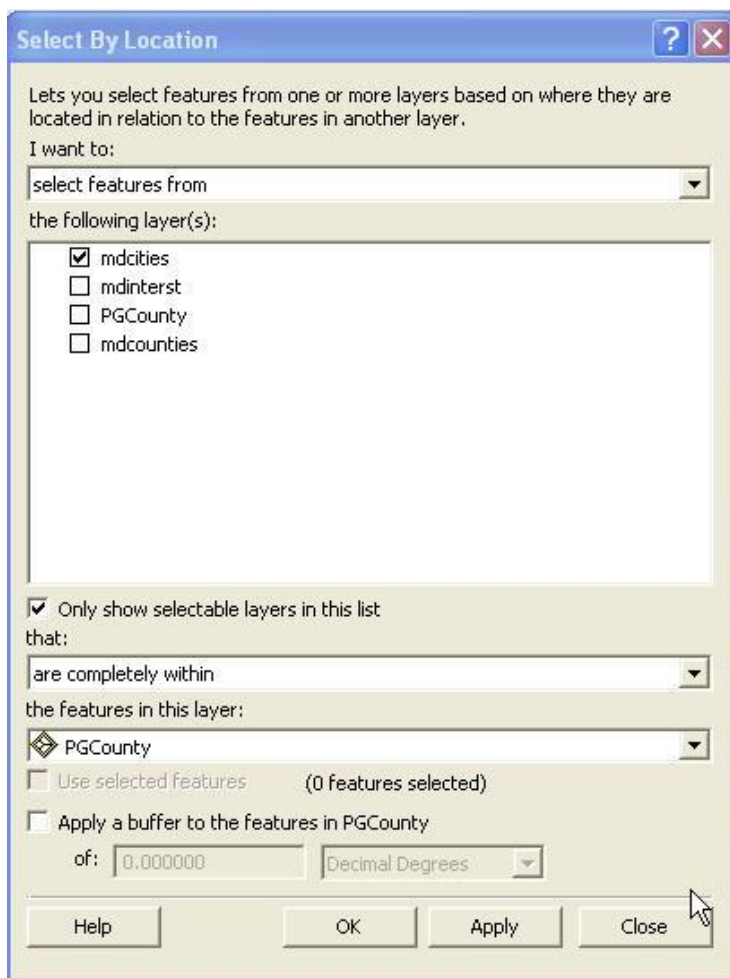 Select By Location
Lets you select features from one or more layers based on where they are
located in relation to the features in another layer.
I want to:
select features from
the following layer(s):
mdcities
mdinterst
PGCounty
mdcounties
Only show selectable layers in this list
that:
are completely within
the features in this layer:
PGCounty
Use selected features (0 features selected)
Apply a buffer to the features in PGCounty
of: 0.000000 Decimal Degrees
Help OK Apply Close